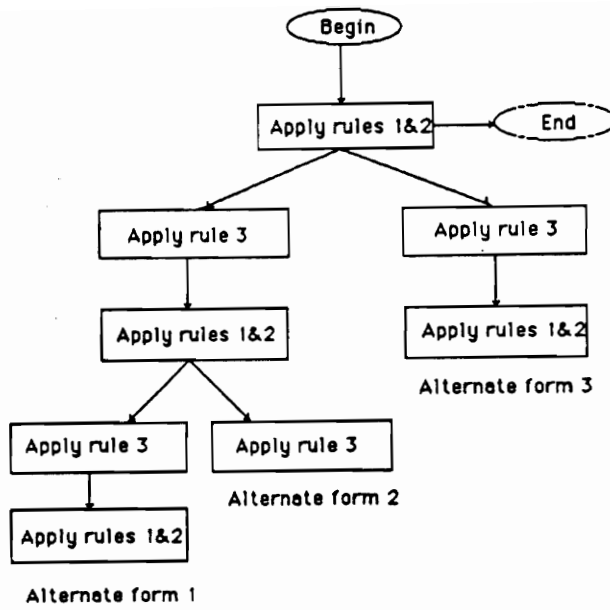 Begin
Apply rules 1&2
End
Apply rule 3
Apply rule 3
Apply rules 1&2
Apply rules 1&2
Alternate form 3
Apply rule 3
Apply rule 3
Alternate form 2
Apply rules 1&2
Alternate form 1